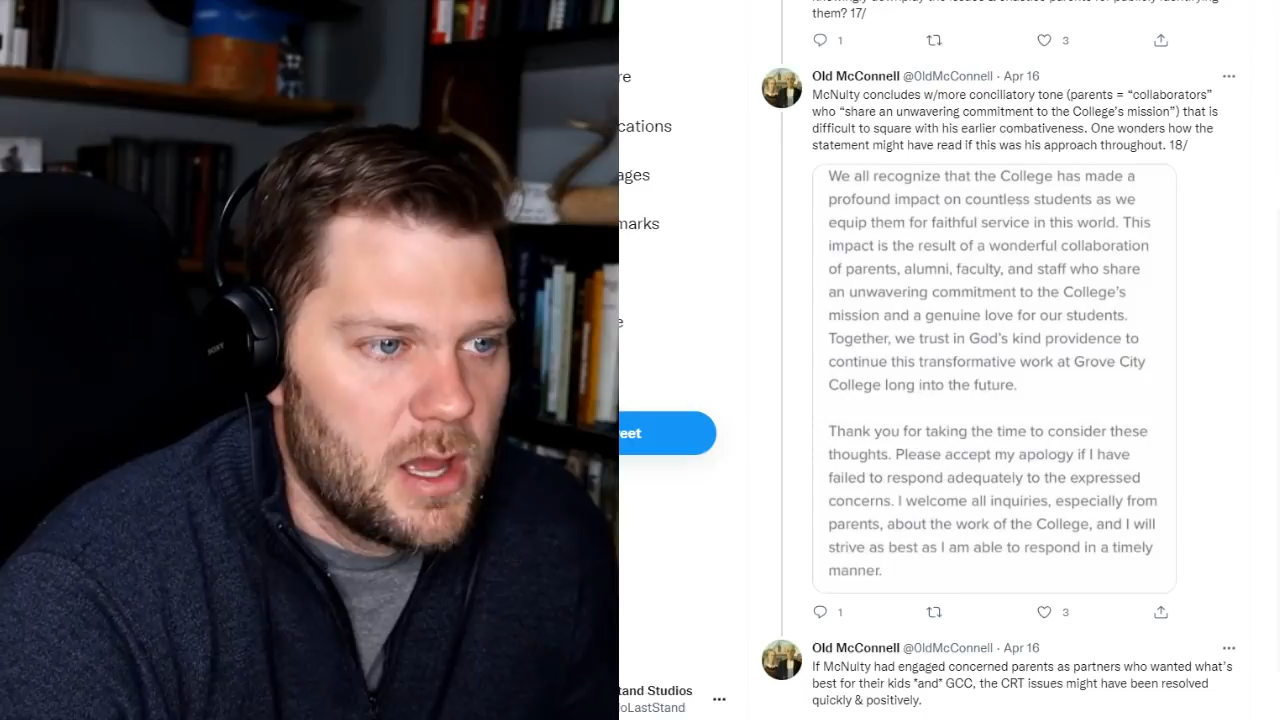 them? 17/
1
3
re
Old McConnell @OldMcConnell · Apr 16
McNulty concludes w/more conciliatory tone (parents = “collaborators”
who “share an unwavering commitment to the College’s mission”) that is
difficult to square with his earlier combativeness. One wonders how the
statement might have read if this was his approach throughout. 18/
cations
ages
marks
e
eet
We all recognize that the College has made a
profound impact on countless students as we
equip them for faithful service in this world. This
impact is the result of a wonderful collaboration
of parents, alumni, faculty, and staff who share
an unwavering commitment to the College’s
mission and a genuine love for our students.
Together, we trust in God’s kind providence to
continue this transformative work at Grove City
College long into the future.
Thank you for taking the time to consider these
thoughts. Please accept my apology if I have
failed to respond adequately to the expressed
concerns. I welcome all inquiries, especially from
parents, about the work of the College, and I will
strive as best as I am able to respond in a timely
manner.
SONY
1
3
Old McConnell @OldMcConnell · Apr 16
If McNulty had engaged concerned parents as partners who wanted what’s
best for their kids *and* GCC, the CRT issues might have been resolved
quickly & positively.
tand Studios
oLastStand